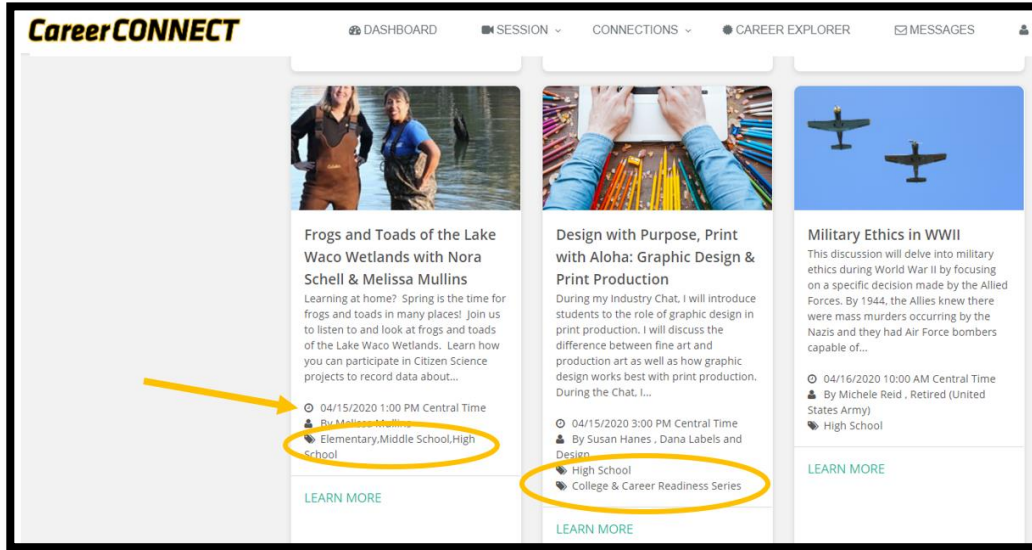 CareerCONNECT
DASHBOARD
SESSION
CONNECTIONS
CAREER EXPLORER
MESSAGES
Frogs and Toads of the Lake
Waco Wetlands with Nora
Schell & Melissa Mullins
Learning at home? Spring is the time for
frogs and toads in many places! Join us
to listen to and look at frogs and toads
of the Lake Waco Wetlands. Learn how
you can participate in Citizen Science
projects to record data about...
04/15/2020 1:00 PM Central Time
By Melissa Mullins
Elementary,Middle School,High
School
LEARN MORE
Design with Purpose, Print
with Aloha: Graphic Design &
Print Production
During my Industry Chat, I will introduce
students to the role of graphic design in
print production. I will discuss the
difference between fine art and
production art as well as how graphic
design works best with print production.
During the Chat, I...
04/15/2020 3:00 PM Central Time
By Susan Hanes , Dana Labels and
Design
High School
College & Career Readiness Series
LEARN MORE
Military Ethics in WWII
This discussion will delve into military
ethics during World War II by focusing
on a specific decision made by the Allied
Forces. By 1944, the Allies knew there
were mass murders occurring by the
Nazis and they had Air Force bombers
capable of...
04/16/2020 10:00 AM Central Time
By Michele Reid , Retired (United
States Army)
High School
LEARN MORE